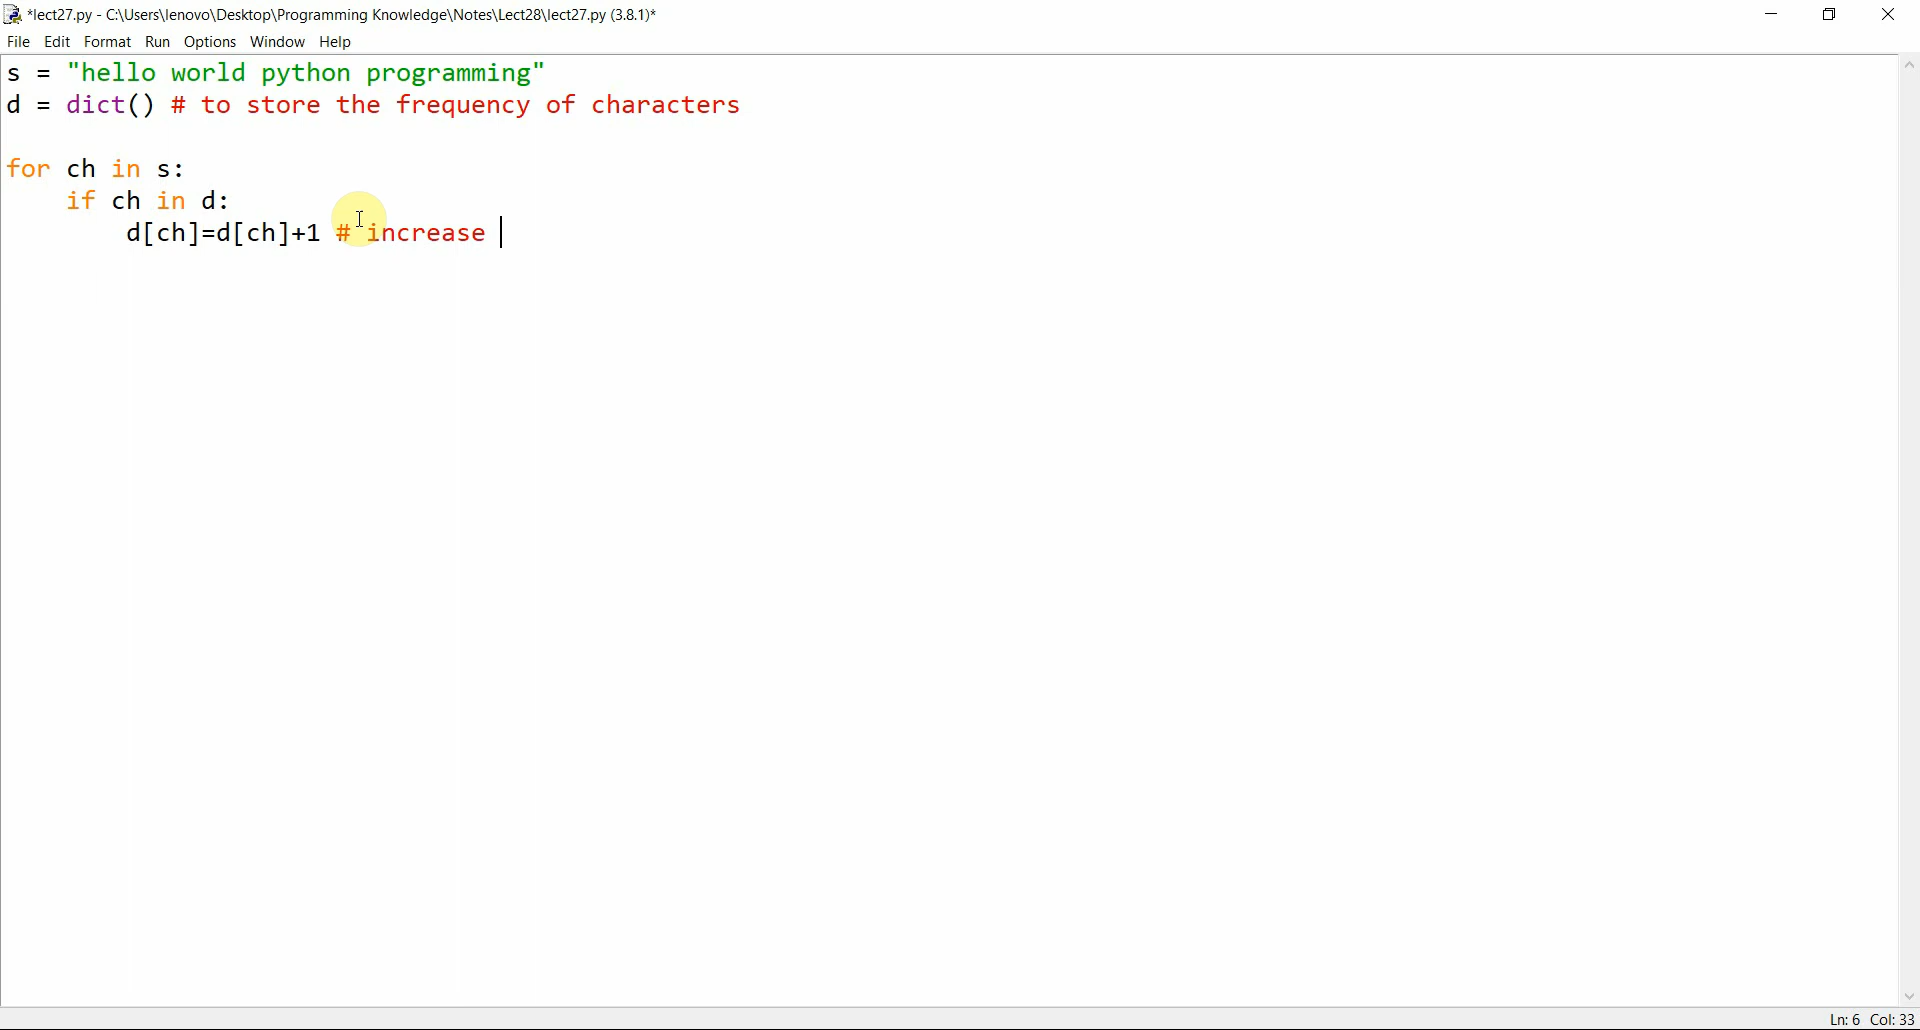 *lect27.py - C:\Users\lenovo\Desktop\Programming Knowledge\Notes\Lect28\lect27.py (3.8.1)*
File Edit Format Run Options Window Help
s = "hello world python programming"
d = dict() # to store the frequency of characters
for ch in s:
    if ch in d:
        d[ch]=d[ch]+1 # increase
Ln: 6 Col: 33